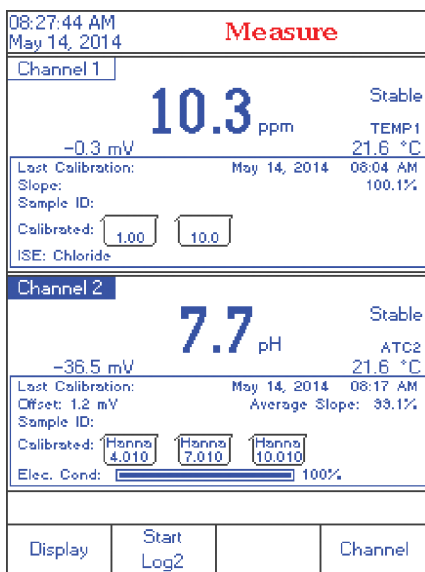 08:27:44 AM
May 14, 2014
Measure
Channel 1
10.3 ppm
Stable
TEMP1
-0.3 mV 21.6 °C
Last Calibration: May 14, 2014 08:04 AM
Slope: 100.1%
Sample ID:
Calibrated: 1.00 10.0
ISE: Chloride
Channel 2
7.7 pH
Stable
ATC2
-36.5 mV 21.6 °C
Last Calibration: May 14, 2014 08:17 AM
Offset: 1.2 mV Average Slope: 99.1%
Sample ID:
Calibrated: Hanna 4.010 Hanna 7.010 Hanna 10.010
Elec. Cond: 100%
Display
Start Log2
Channel